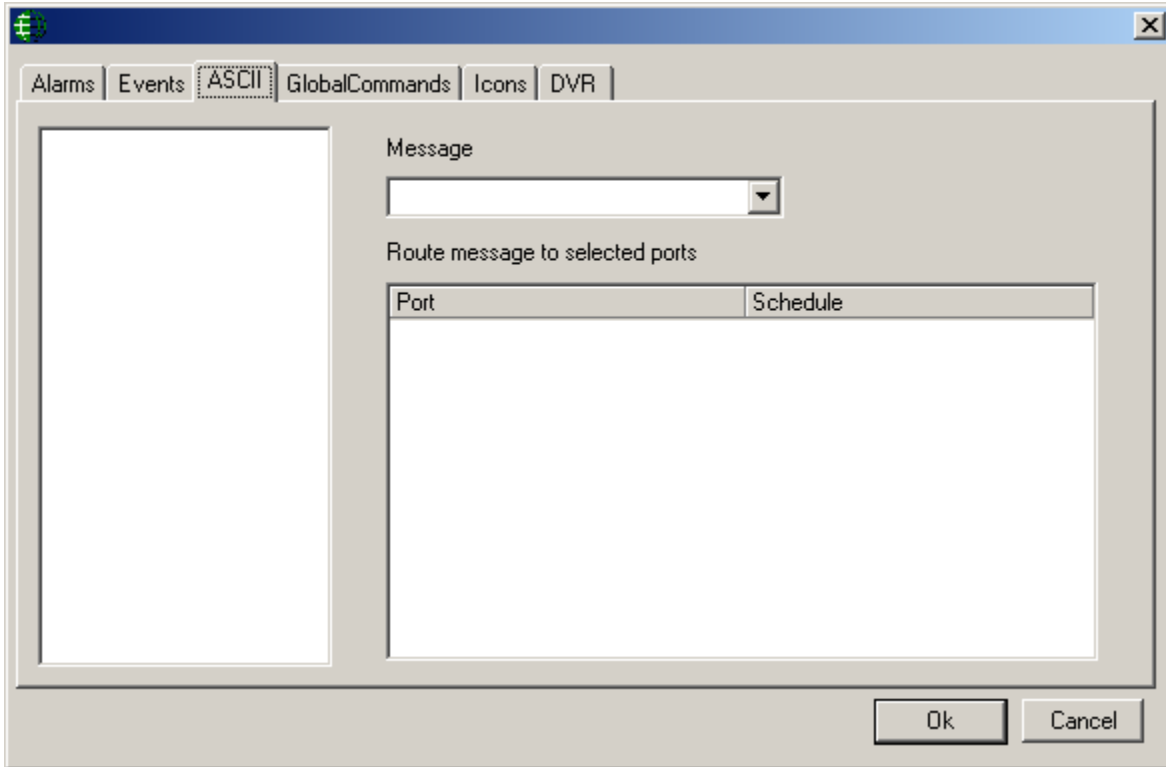 Alarms Events ASCII GlobalCommands Icons DVR
Message
Route message to selected ports
Port Schedule
Ok Cancel